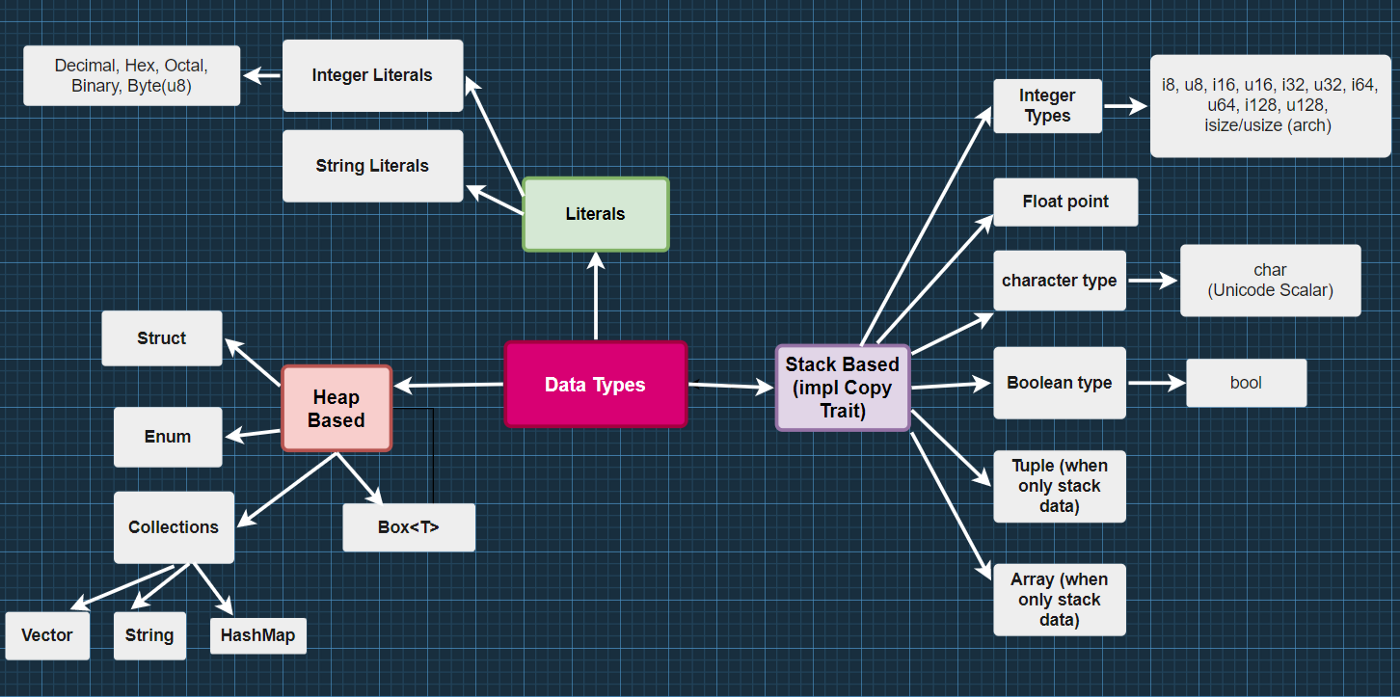 Decimal, Hex, Octal,
Binary, Byte(u8)
Integer Literals
String Literals
Literals
Data Types
Heap
Based
Struct
Enum
Collections
Box<T>
Vector
String
HashMap
Stack Based
(impl Copy
Trait)
Integer
Types
i8, u8, i16, u16, i32, u32, i64,
u64, i128, u128,
isize/usize (arch)
Float point
character type
char
(Unicode Scalar)
Boolean type
bool
Tuple (when
only stack
data)
Array (when
only stack
data)